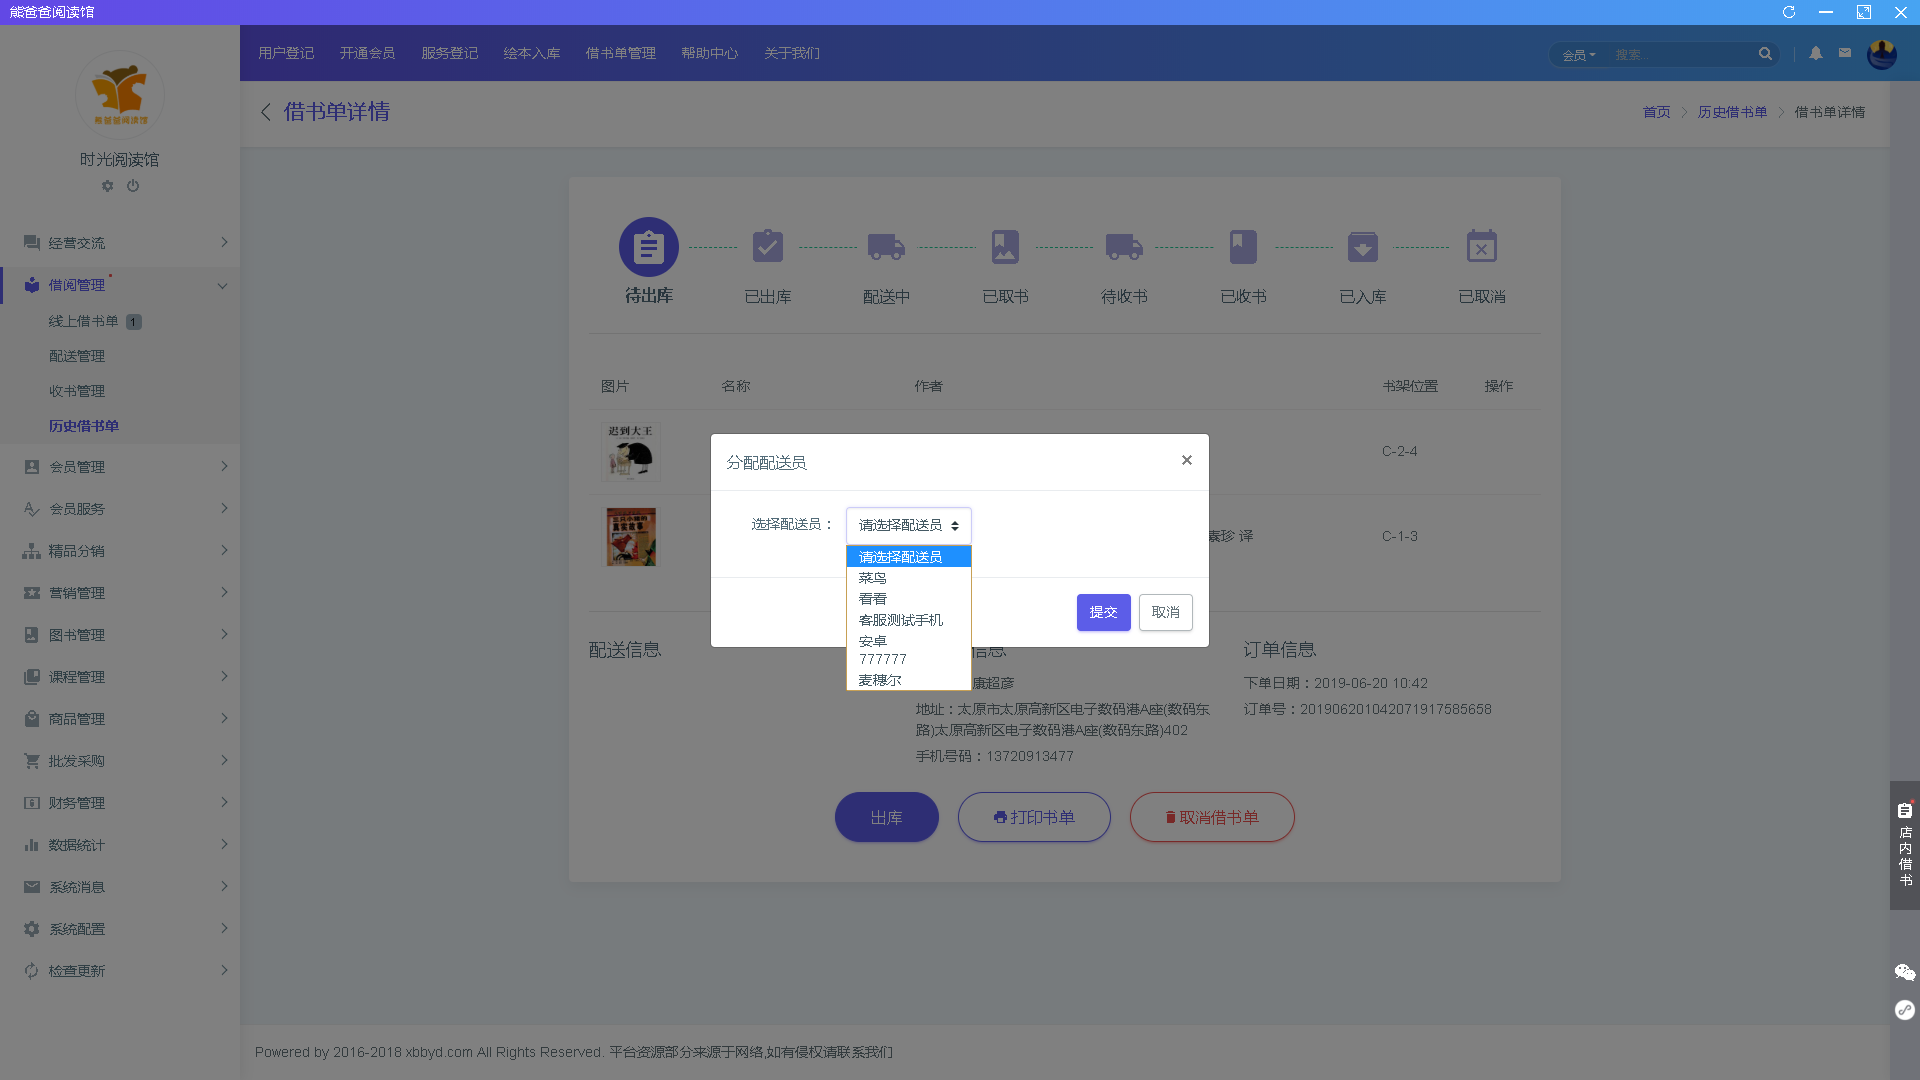 熊爸爸阅读馆
用户登记 开通会员 服务登记 绘本入库 借书单管理 帮助中心 关于我们
会员 搜索...
熊爸爸阅读馆
时光阅读馆
经营交流
借阅管理
线上借书单 1
配送管理
收书管理
历史借书单
会员管理
会员服务
精品分销
营销管理
图书管理
课程管理
商品管理
批发采购
财务管理
数据统计
系统消息
系统配置
检查更新
借书单详情
首页 历史借书单 借书单详情
待出库 已出库 配送中 已取书 待收书 已收书 已入库 已取消
图片 名称 作者 书架位置 操作
迟到大王
C-2-4
三只小猪的
真实故事
素珍 译
C-1-3
分配配送员
×
选择配送员：
请选择配送员
请选择配送员
菜鸟
看看
客服测试手机
安卓
777777
麦穗尔
提交 取消
配送信息
信息
康超彦
地址：太原市太原高新区电子数码港A座(数码东
路)太原高新区电子数码港A座(数码东路)402
手机号码：13720913477
订单信息
下单日期：2019-06-20 10:42
订单号：201906201042071917585658
出库 打印书单 取消借书单
店内借书
Powered by 2016-2018 xbbyd.com All Rights Reserved. 平台资源部分来源于网络,如有侵权请联系我们